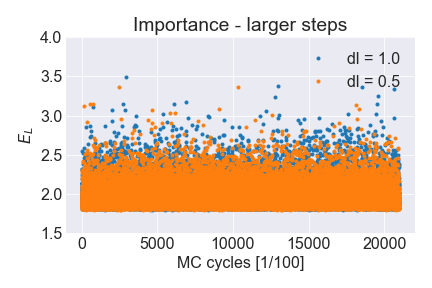 Importance - larger steps
4.0
3.5
3.0
2.5
2.0
1.5
E_L
dl = 1.0
dl = 0.5
0 5000 10000 15000 20000
MC cycles [1/100]